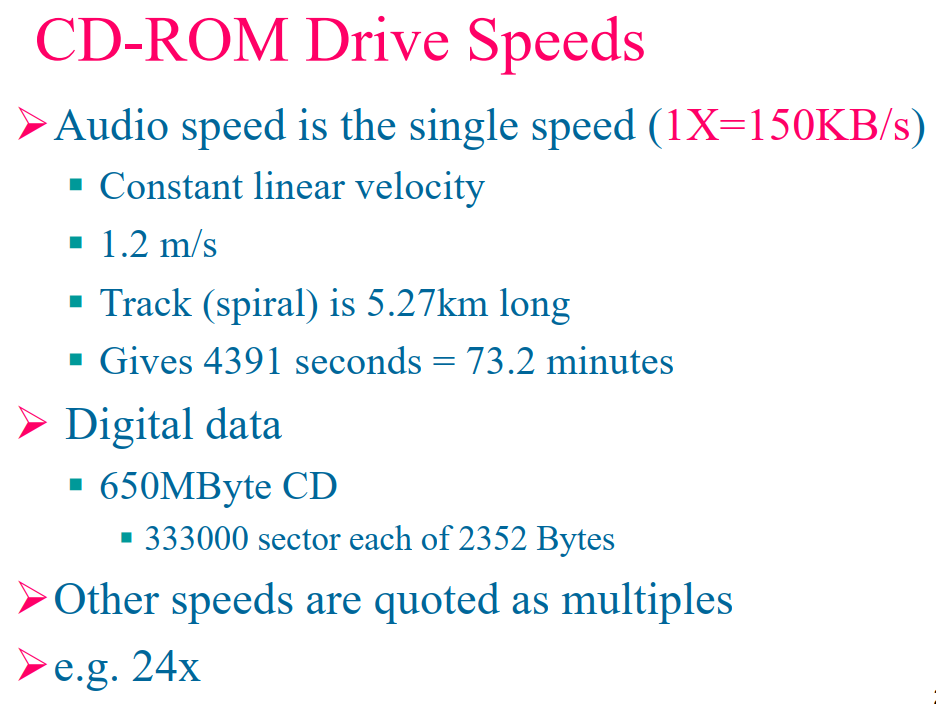 CD-ROM Drive Speeds
Audio speed is the single speed (1X=150KB/s)
Constant linear velocity
1.2 m/s
Track (spiral) is 5.27km long
Gives 4391 seconds = 73.2 minutes
Digital data
650MByte CD
333000 sector each of 2352 Bytes
Other speeds are quoted as multiples
e.g. 24x